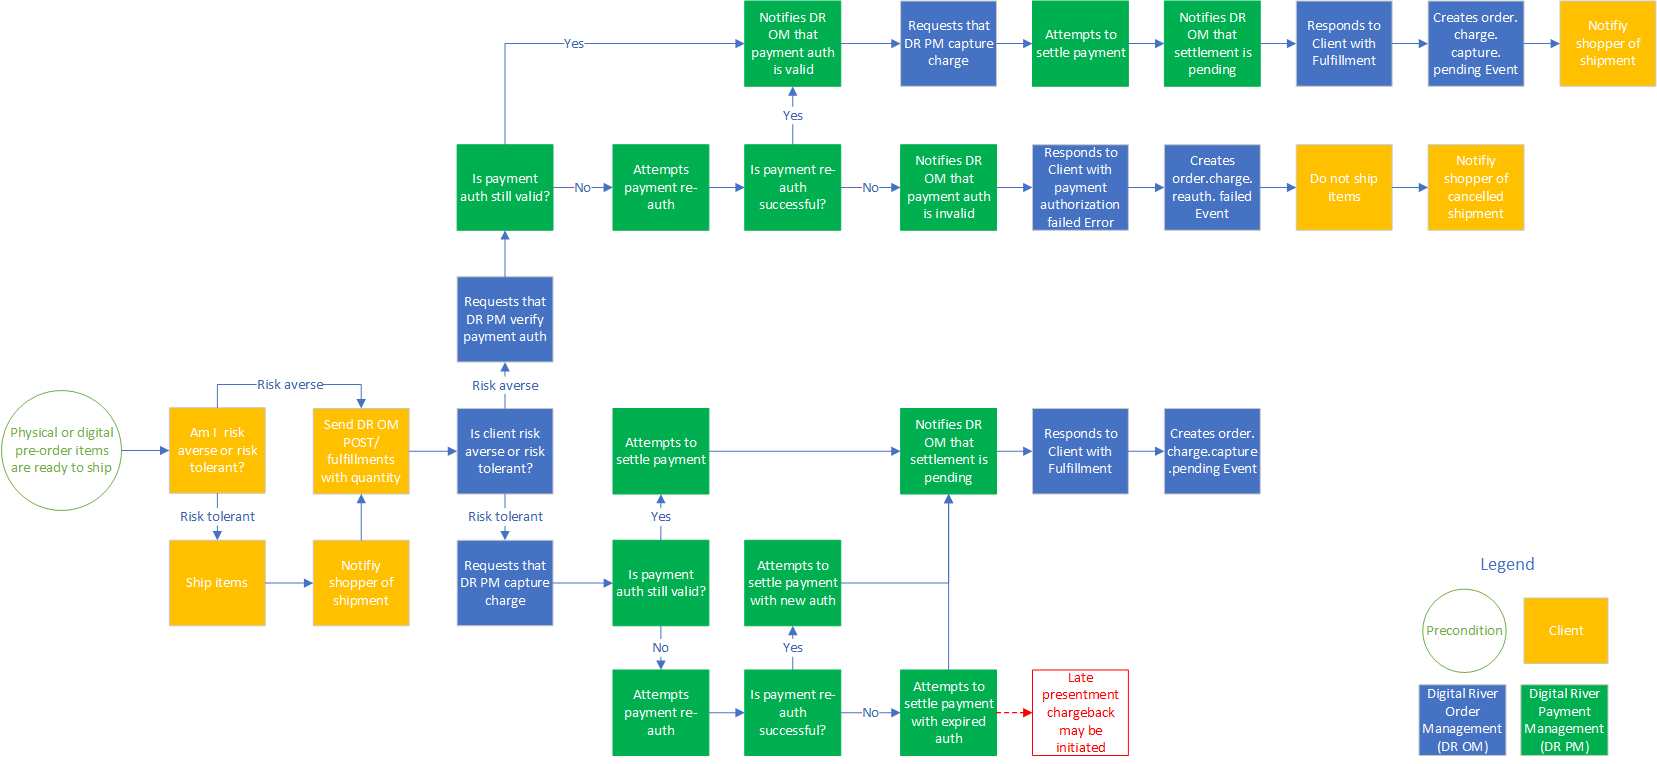 Notifies DR
OM that
payment auth
is valid
Requests that
DR PM capture
charge
Attempts to
settle payment
Notifies DR
OM that
settlement is
pending
Responds to
Client with
Fulfillment
Creates order.
charge.
capture.
pending Event
Notifiy
shopper of
shipment
Yes
Yes
Is payment
auth still valid?
No
Attempts
payment re-
auth
Is payment re-
auth
successful?
No
Notifies DR
OM that
payment auth
is invalid
Responds to
Client with
payment
authorization
failed Error
Creates
order.charge.
reauth. failed
Event
Do not ship
items
Notifiy
shopper of
cancelled
shipment
Requests that
DR PM verify
payment auth
Risk averse
Risk averse
Physical or digital
pre-order items
are ready to ship
Am I  risk
averse or risk
tolerant?
Send DR OM
POST/
fulfillments
with quantity
Is client risk
averse or risk
tolerant?
Attempts to
settle payment
Notifies DR
OM that
settlement is
pending
Responds to
Client with
Fulfillment
Creates order.
charge.capture
.pending Event
Risk tolerant
Risk tolerant
Yes
Ship items
Notifiy
shopper of
shipment
Requests that
DR PM capture
charge
Is payment
auth still valid?
Attempts to
settle payment
with new auth
No
Yes
Attempts
payment re-
auth
Is payment re-
auth
successful?
No
Attempts to
settle payment
with expired
auth
Late
presentment
chargeback
may be
initiated
Legend
Precondition
Client
Digital River
Order
Management
(DR OM)
Digital River
Payment
Management
(DR PM)